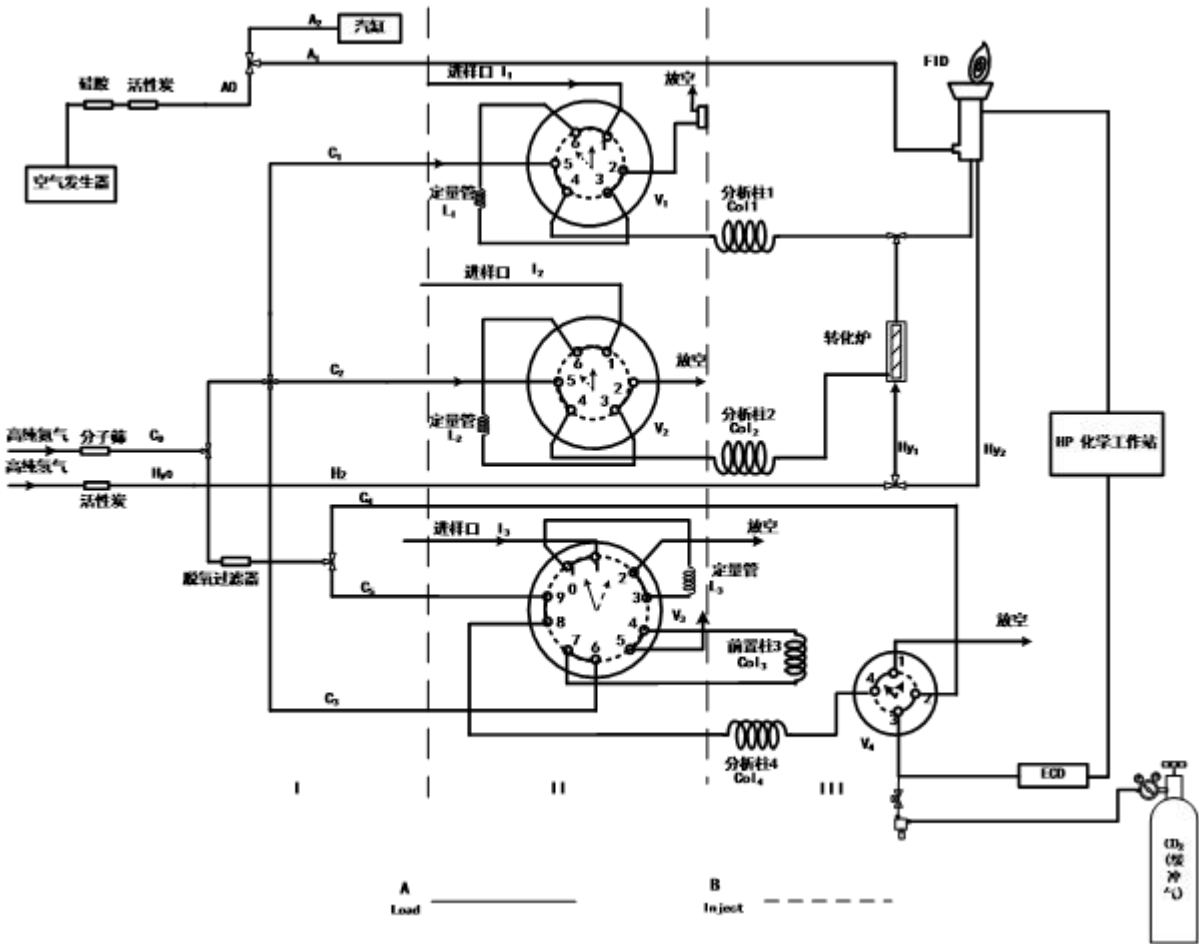 A₂
汽缸
A₁
FID
进样口 I₁
放空
硅胶
活性炭
A0
空气发生器
C₁
6
1
5
2
4
3
定量管
L₁
V₁
分析柱1
Col1
进样口 I₂
转化炉
C₂
6
1
5
2
4
3
放空
定量管
L₂
V₂
分析柱2
Col₂
HP 化学工作站
高纯氮气
分子筛
C₀
高纯氢气
Hy0
H2
活性炭
Hy₁
Hy₂
C₄
进样口 I₃
放空
脱氧过滤器
C₅
1
0
1
2
9
3
8
4
7
6
5
定量管
L₃
V₃
前置柱3
Col₃
放空
1
4
2
3
V₄
C₃
分析柱4
Col₄
ECD
I
II
III
CO₂
(缓
冲
气)
A
Load
B
Inject